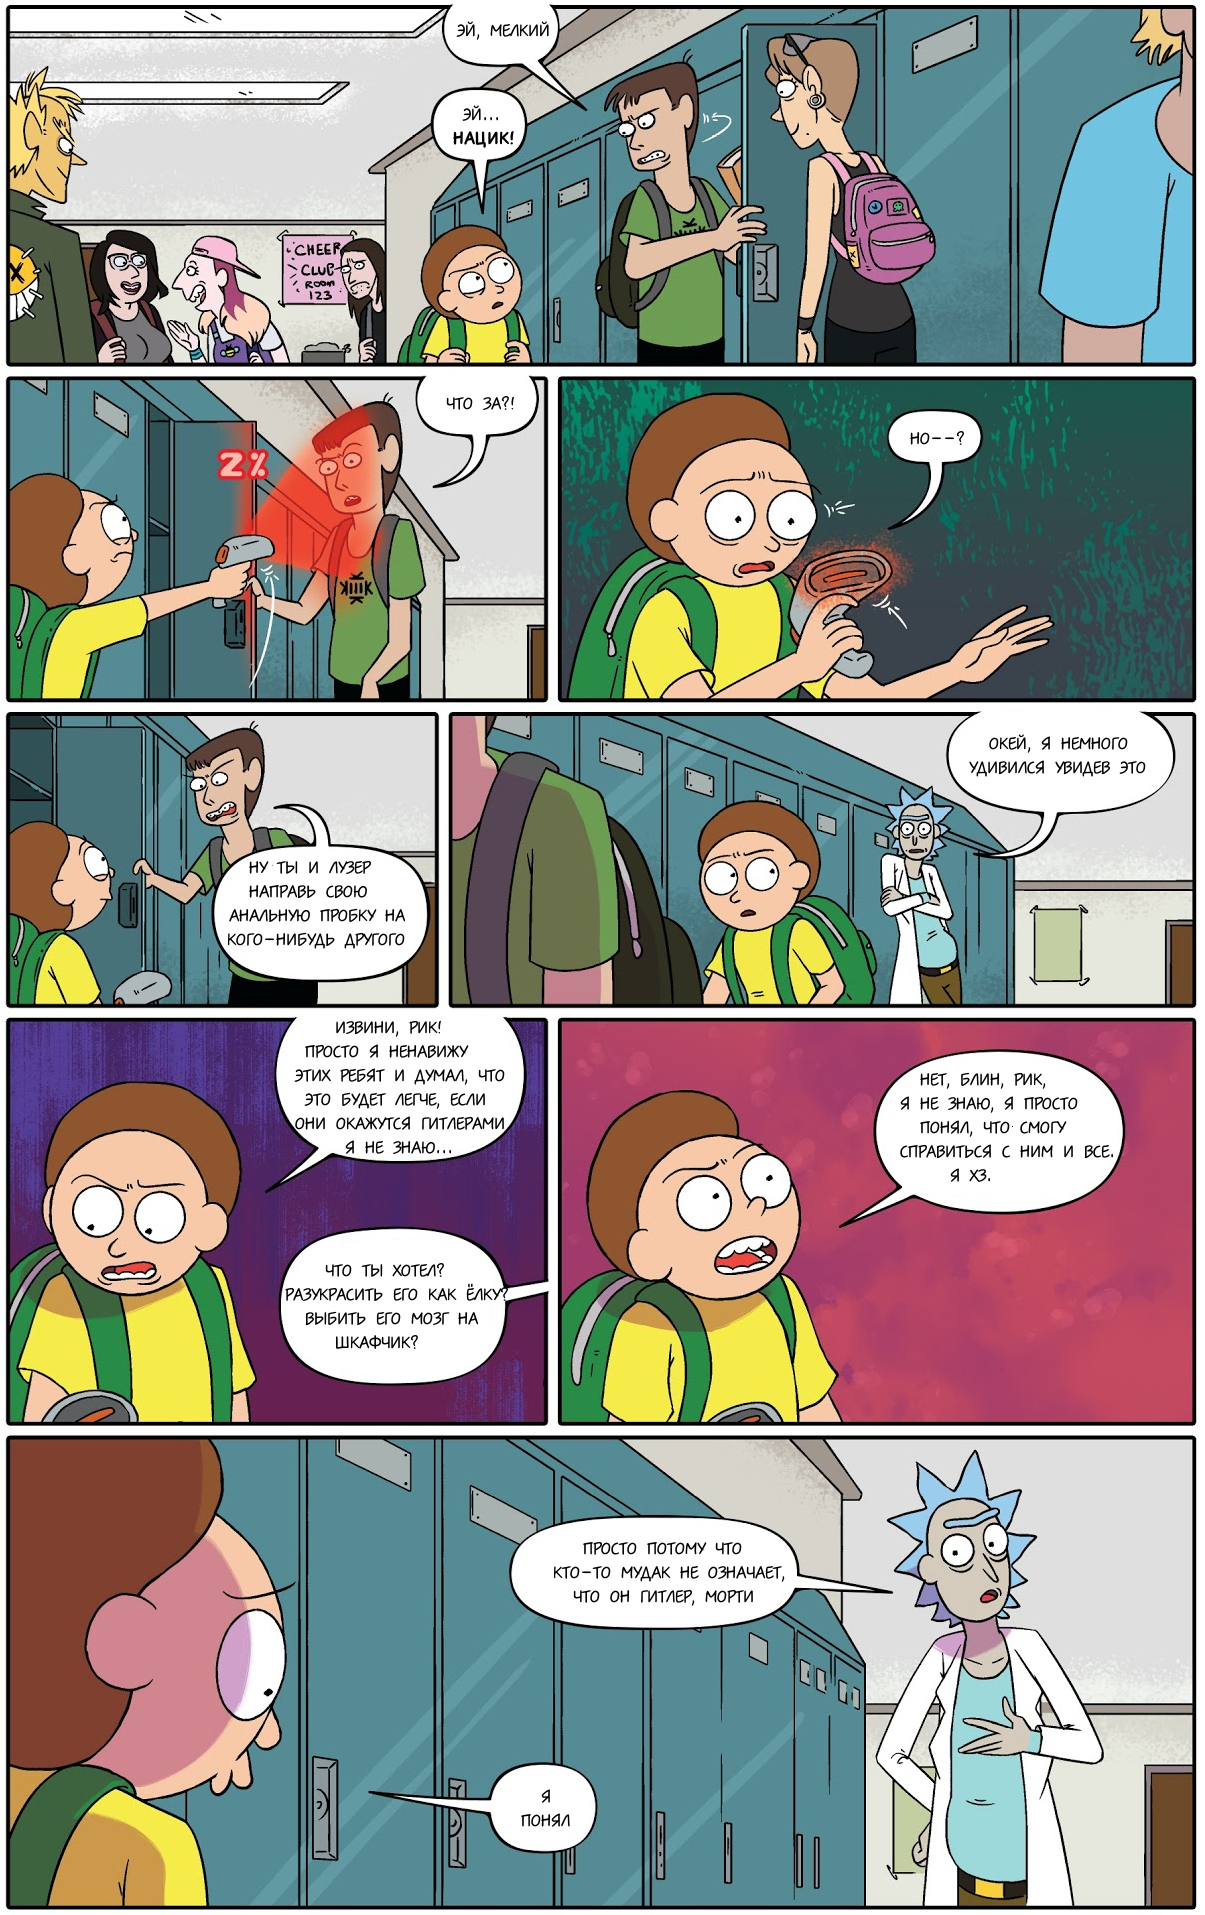 ЭЙ, МЕЛКИЙ
ЭЙ...
НАЦИК!
CHEER
CLUB
ROOM
123
2%
ЧТО ЗА?!
НО--?
НУ ТЫ И ЛУЗЕР
НАПРАВЬ СВОЮ
АНАЛЬНУЮ ПРОБКУ НА
КОГО-НИБУДЬ ДРУГОГО
ОКЕЙ, Я НЕМНОГО
УДИВИЛСЯ УВИДЕВ ЭТО
ИЗВИНИ, РИК!
ПРОСТО Я НЕНАВИЖУ
ЭТИХ РЕБЯТ И ДУМАЛ, ЧТО
ЭТО БУДЕТ ЛЕГЧЕ, ЕСЛИ
ОНИ ОКАЖУТСЯ ГИТЛЕРАМИ
Я НЕ ЗНАЮ...
ЧТО ТЫ ХОТЕЛ?
РАЗУКРАСИТЬ ЕГО КАК ЁЛКУ?
ВЫБИТЬ ЕГО МОЗГ НА
ШКАФЧИК?
НЕТ, БЛИН, РИК,
Я НЕ ЗНАЮ, Я ПРОСТО
ПОНЯЛ, ЧТО СМОГУ
СПРАВИТЬСЯ С НИМ И ВСЕ.
Я ХЗ.
ПРОСТО ПОТОМУ ЧТО
КТО-ТО МУДАК НЕ ОЗНАЧАЕТ,
ЧТО ОН ГИТЛЕР, МОРТИ
Я
ПОНЯЛ